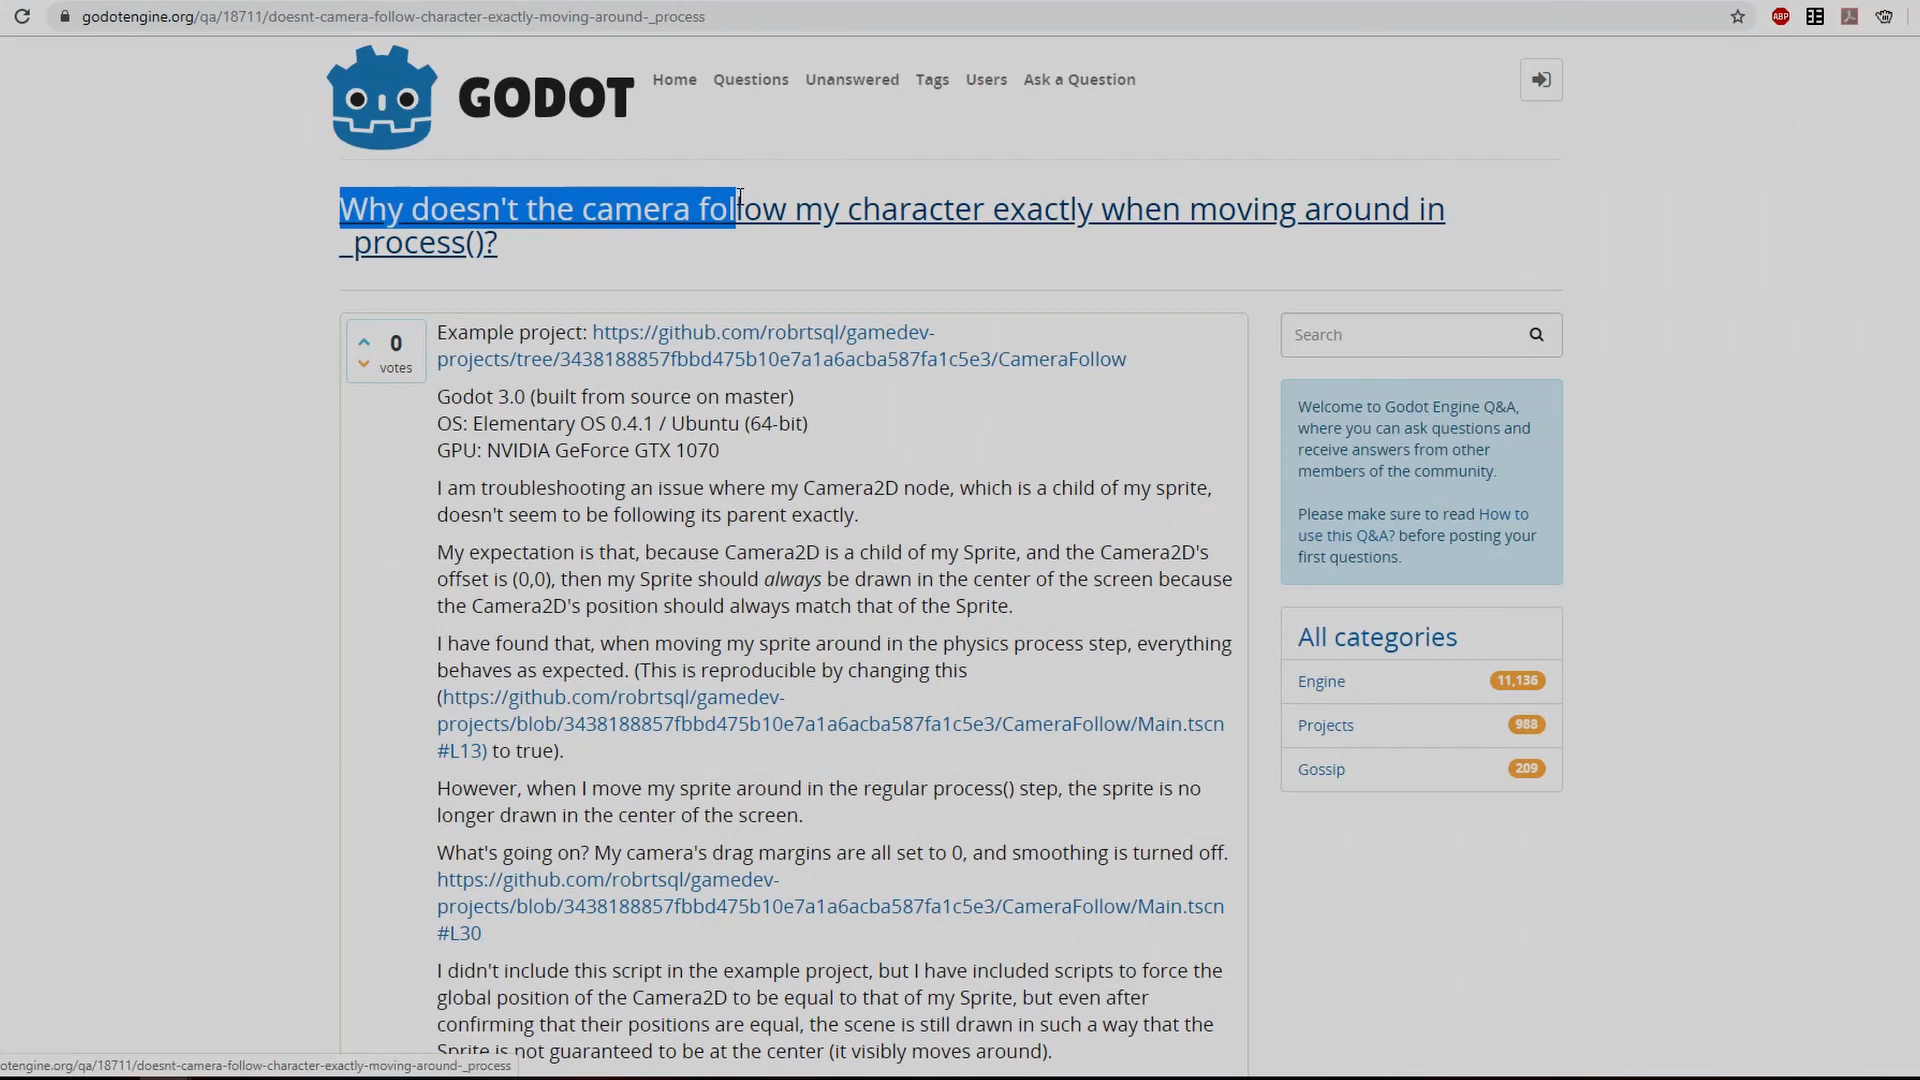 godotengine.org/qa/18711/doesnt-camera-follow-character-exactly-moving-around-_process
ABP
GODOT
Home Questions Unanswered Tags Users Ask a Question
Why doesn't the camera follow my character exactly when moving around in
_process()?
0
votes
Example project: https://github.com/robrtsql/gamedev-
projects/tree/3438188857fbbd475b10e7a1a6acba587fa1c5e3/CameraFollow
Godot 3.0 (built from source on master)
OS: Elementary OS 0.4.1 / Ubuntu (64-bit)
GPU: NVIDIA GeForce GTX 1070
I am troubleshooting an issue where my Camera2D node, which is a child of my sprite,
doesn't seem to be following its parent exactly.
My expectation is that, because Camera2D is a child of my Sprite, and the Camera2D's
offset is (0,0), then my Sprite should always be drawn in the center of the screen because
the Camera2D's position should always match that of the Sprite.
I have found that, when moving my sprite around in the physics process step, everything
behaves as expected. (This is reproducible by changing this
(https://github.com/robrtsql/gamedev-
projects/blob/3438188857fbbd475b10e7a1a6acba587fa1c5e3/CameraFollow/Main.tscn
#L13) to true).
However, when I move my sprite around in the regular process() step, the sprite is no
longer drawn in the center of the screen.
What's going on? My camera's drag margins are all set to 0, and smoothing is turned off.
https://github.com/robrtsql/gamedev-
projects/blob/3438188857fbbd475b10e7a1a6acba587fa1c5e3/CameraFollow/Main.tscn
#L30
I didn't include this script in the example project, but I have included scripts to force the
global position of the Camera2D to be equal to that of my Sprite, but even after
confirming that their positions are equal, the scene is still drawn in such a way that the
Sprite is not guaranteed to be at the center (it visibly moves around).
Search
Welcome to Godot Engine Q&A,
where you can ask questions and
receive answers from other
members of the community.
Please make sure to read How to
use this Q&A? before posting your
first questions.
All categories
Engine 11,136
Projects 988
Gossip 209
otengine.org/qa/18711/doesnt-camera-follow-character-exactly-moving-around-_process